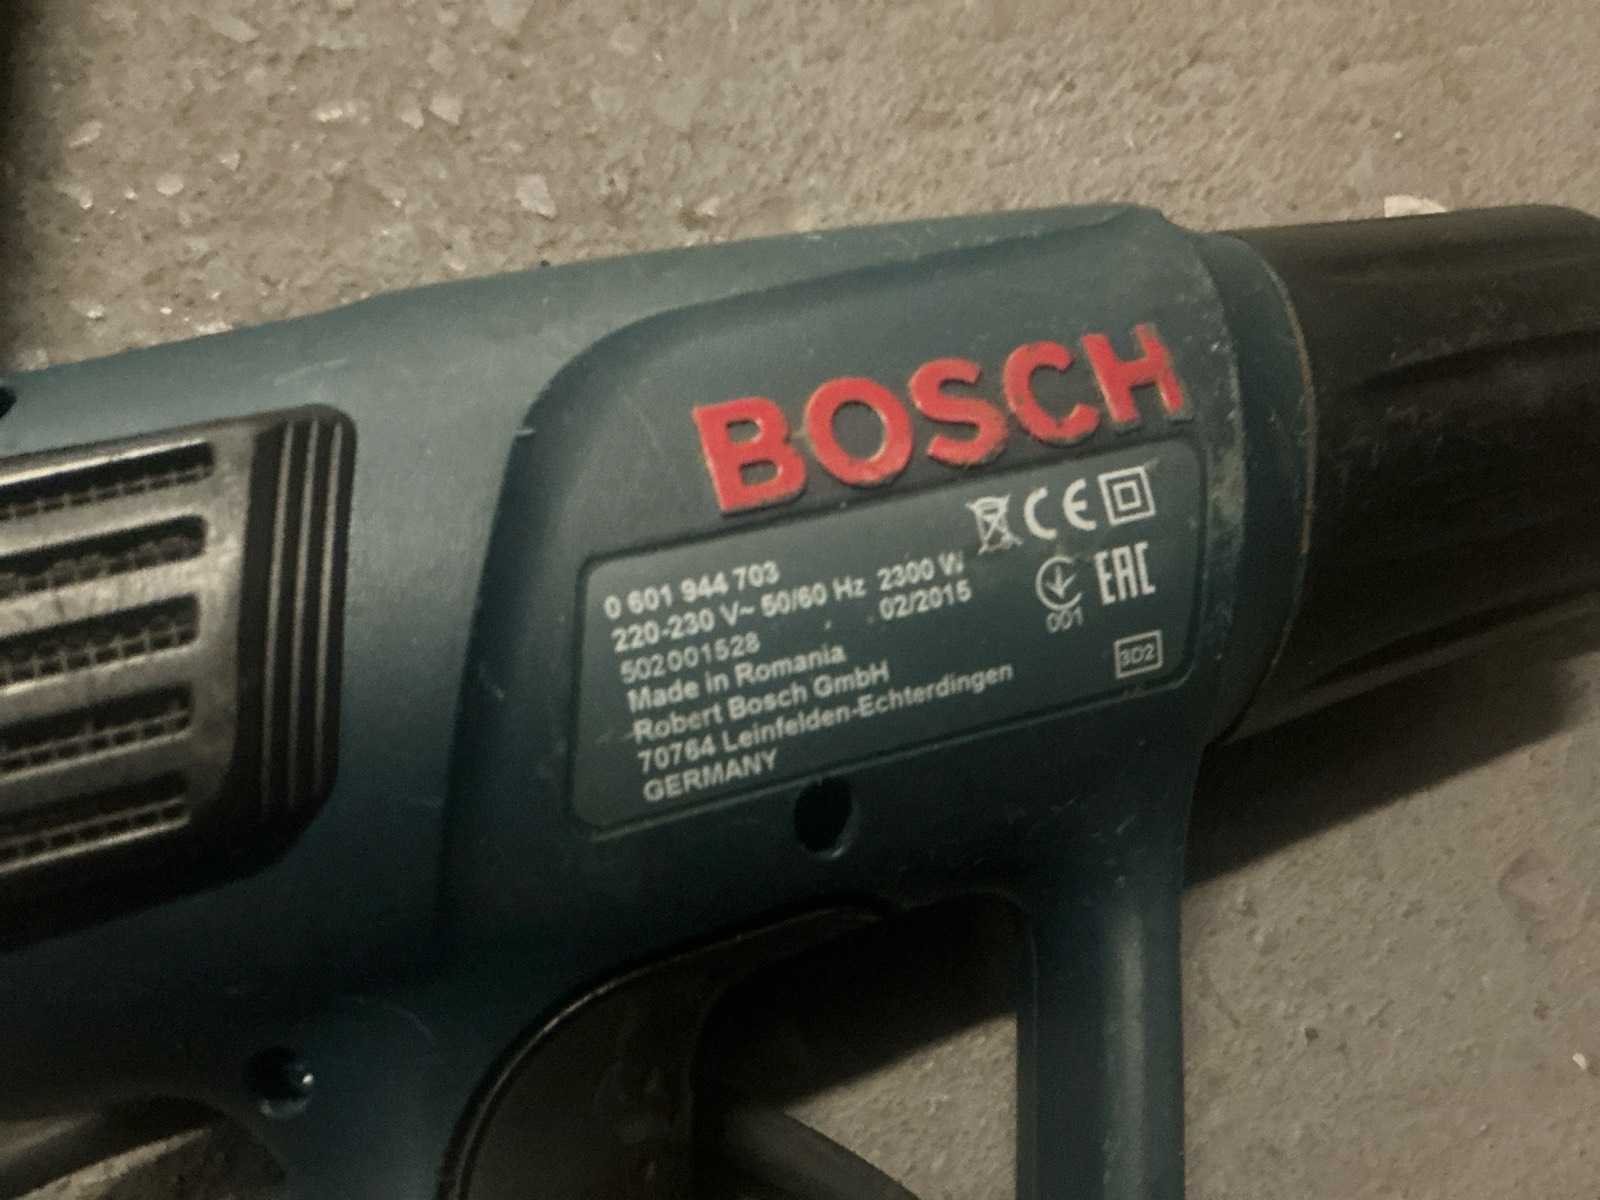 BOSCH
0 601 944 703
220-230 V~ 50/60 Hz 2300 W
502001528 02/2015
Made in Romania
Robert Bosch GmbH
70764 Leinfelden-Echterdingen
GERMANY
CE
EAC
001
3D2